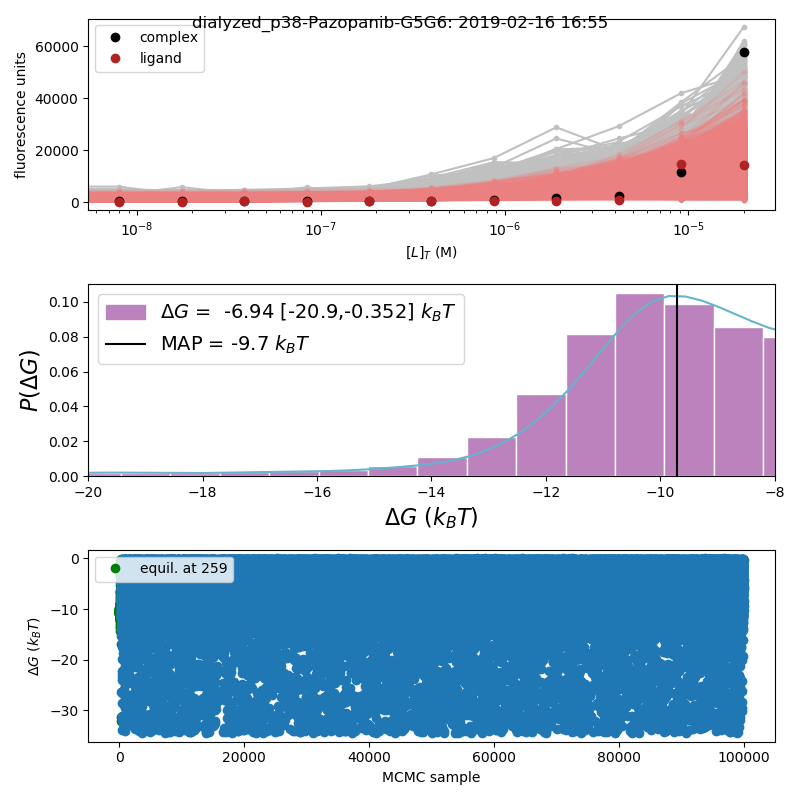 dialyzed_p38-Pazopanib-G5G6: 2019-02-16 16:55
complex
ligand
fluorescence units
60000
40000
20000
0
10⁻⁸ 10⁻⁷ 10⁻⁶ 10⁻⁵
[L]_T (M)
ΔG = -6.94 [-20.9,-0.352] k_BT
MAP = -9.7 k_BT
P(ΔG)
0.10
0.08
0.06
0.04
0.02
0.00
−20 −18 −16 −14 −12 −10 −8
ΔG (k_BT)
equil. at 259
ΔG (k_BT)
0
−10
−20
−30
0 20000 40000 60000 80000 100000
MCMC sample